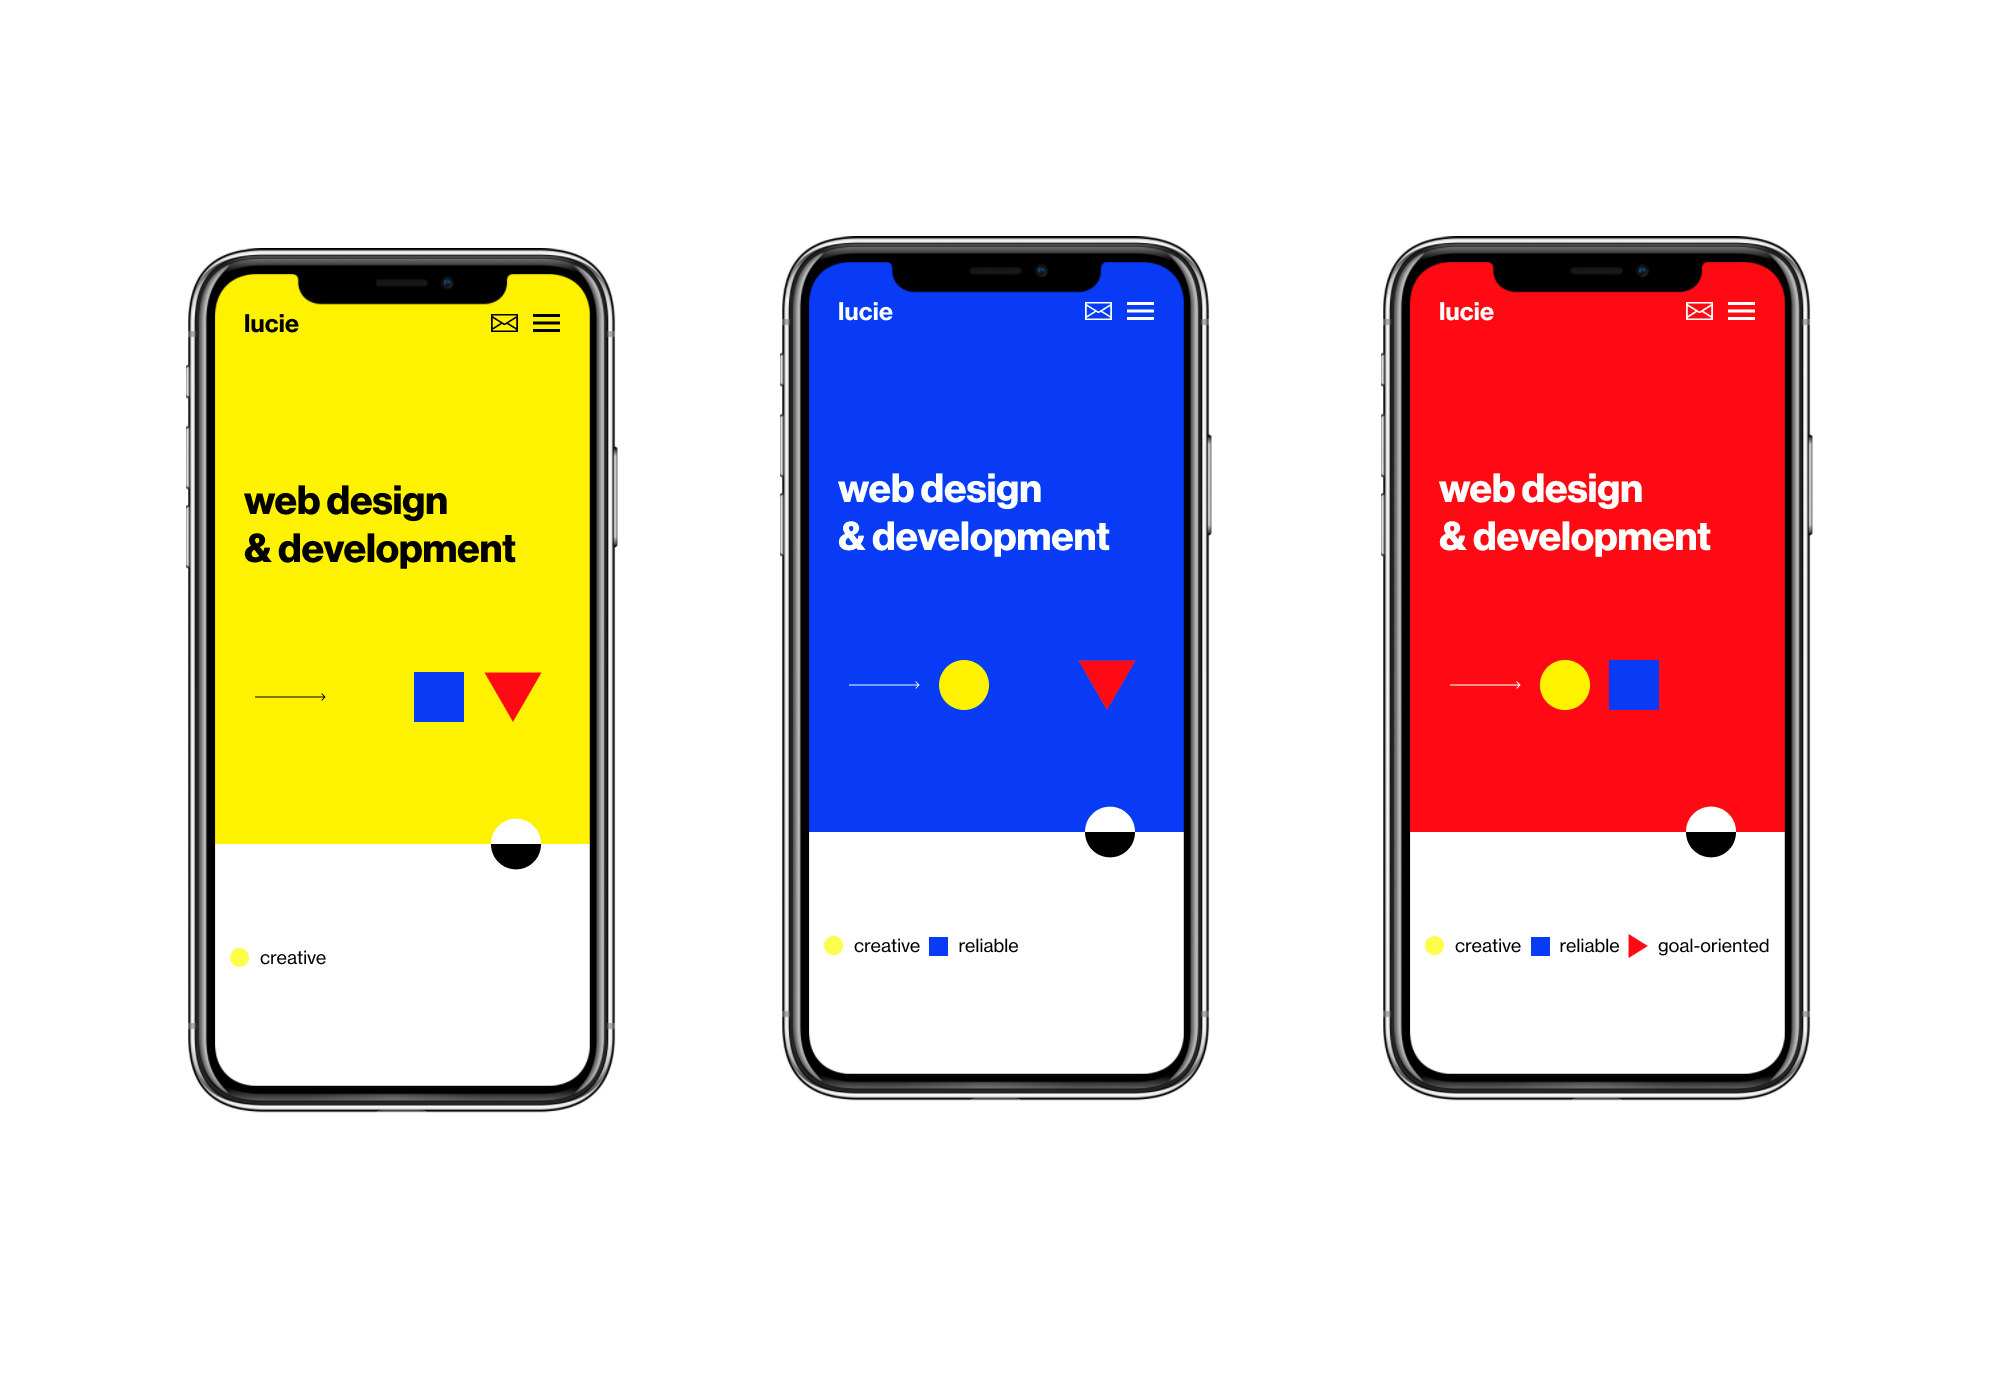 lucie
web design
& development
creative
lucie
web design
& development
creative reliable
lucie
web design
& development
creative reliable goal-oriented